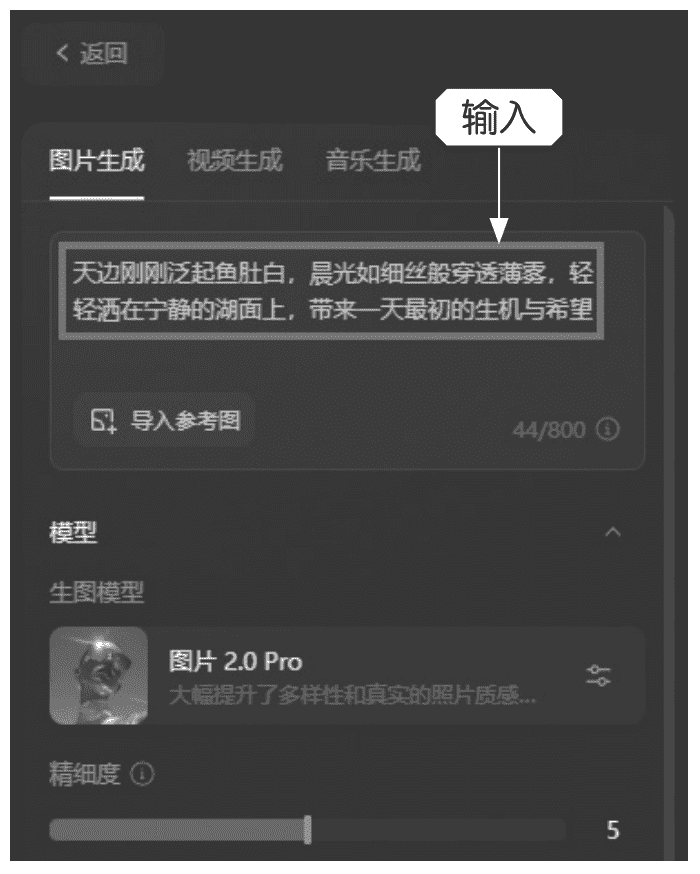 返回
输入
图片生成 视频生成 音乐生成
天边刚刚泛起鱼肚白，晨光如细丝般穿透薄雾，轻
轻洒在宁静的湖面上，带来一天最初的生机与希望
导入参考图
44/800
模型
生图模型
图片 2.0 Pro
大幅提升了多样性和真实的照片质感...
精细度
5